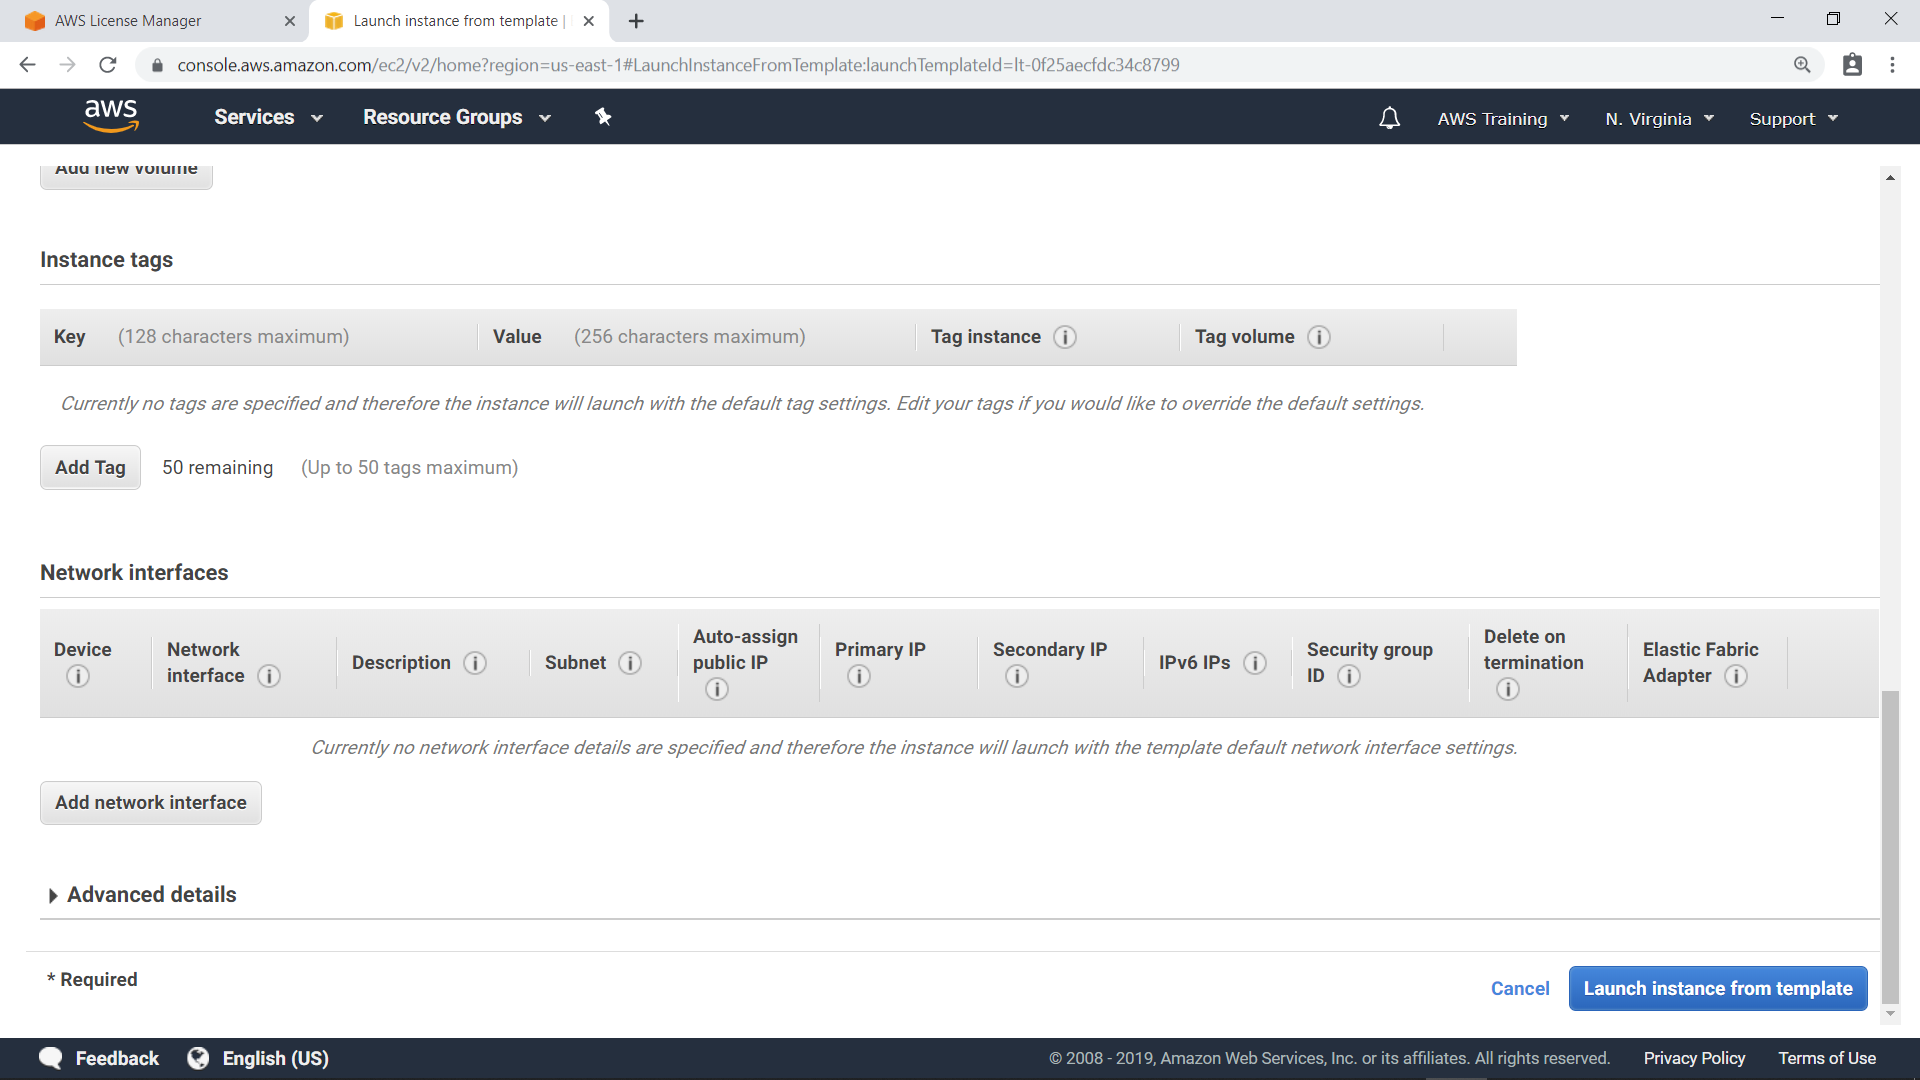 AWS License Manager
Launch instance from template |
console.aws.amazon.com/ec2/v2/home?region=us-east-1#LaunchInstanceFromTemplate:launchTemplateId=lt-0f25aecfdc34c8799
aws Services Resource Groups AWS Training N. Virginia Support
Add new volume
Instance tags
Key (128 characters maximum) Value (256 characters maximum) Tag instance i Tag volume i
Currently no tags are specified and therefore the instance will launch with the default tag settings. Edit your tags if you would like to override the default settings.
Add Tag 50 remaining (Up to 50 tags maximum)
Network interfaces
Device i
Network interface i
Description i
Subnet i
Auto-assign public IP i
Primary IP i
Secondary IP i
IPv6 IPs i
Security group ID i
Delete on termination i
Elastic Fabric Adapter i
Currently no network interface details are specified and therefore the instance will launch with the template default network interface settings.
Add network interface
Advanced details
* Required
Cancel Launch instance from template
Feedback English (US) © 2008 - 2019, Amazon Web Services, Inc. or its affiliates. All rights reserved. Privacy Policy Terms of Use